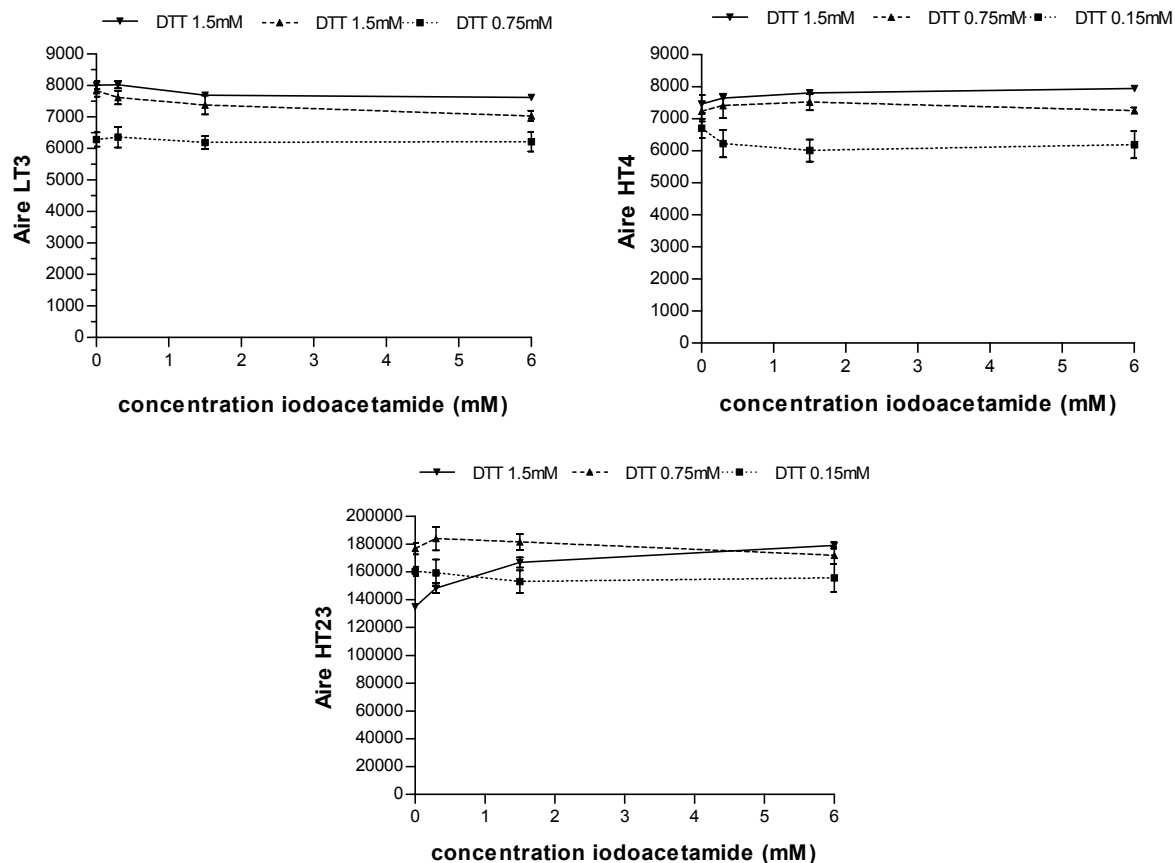 DTT 1.5mM DTT 1.5mM DTT 0.75mM
9000
8000
7000
6000
5000
4000
3000
2000
1000
0
Aire LT3
0 1 2 3 4 5 6
concentration iodoacetamide (mM)
DTT 1.5mM DTT 0.75mM DTT 0.15mM
9000
8000
7000
6000
5000
4000
3000
2000
1000
0
Aire HT4
0 1 2 3 4 5 6
concentration iodoacetamide (mM)
DTT 1.5mM DTT 0.75mM DTT 0.15mM
200000
180000
160000
140000
120000
100000
80000
60000
40000
20000
0
Aire HT23
0 1 2 3 4 5 6
concentration iodoacetamide (mM)